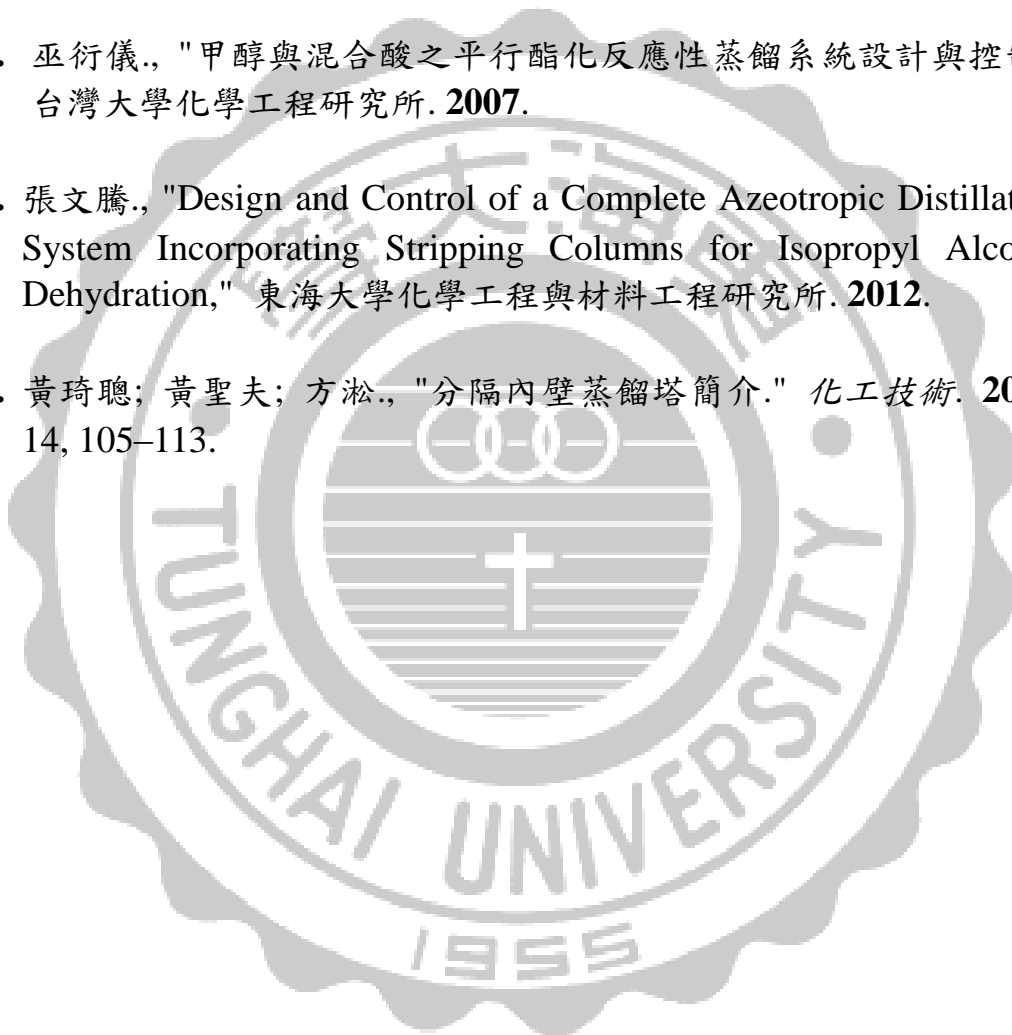 . 巫衍儀., "甲醇與混合酸之平行酯化反應性蒸餾系統設計與控
台灣大學化學工程研究所. 2007.
. 張文騰., "Design and Control of a Complete Azeotropic Distillat
System Incorporating Stripping Columns for Isopropyl Alco
Dehydration," 東海大學化學工程與材料工程研究所. 2012.
. 黃琦聰; 黃聖夫; 方淞., "分隔內壁蒸餾塔簡介." 化工技術. 20
14, 105–113.
大海
TUNGHAI UNIVERSITY
1955